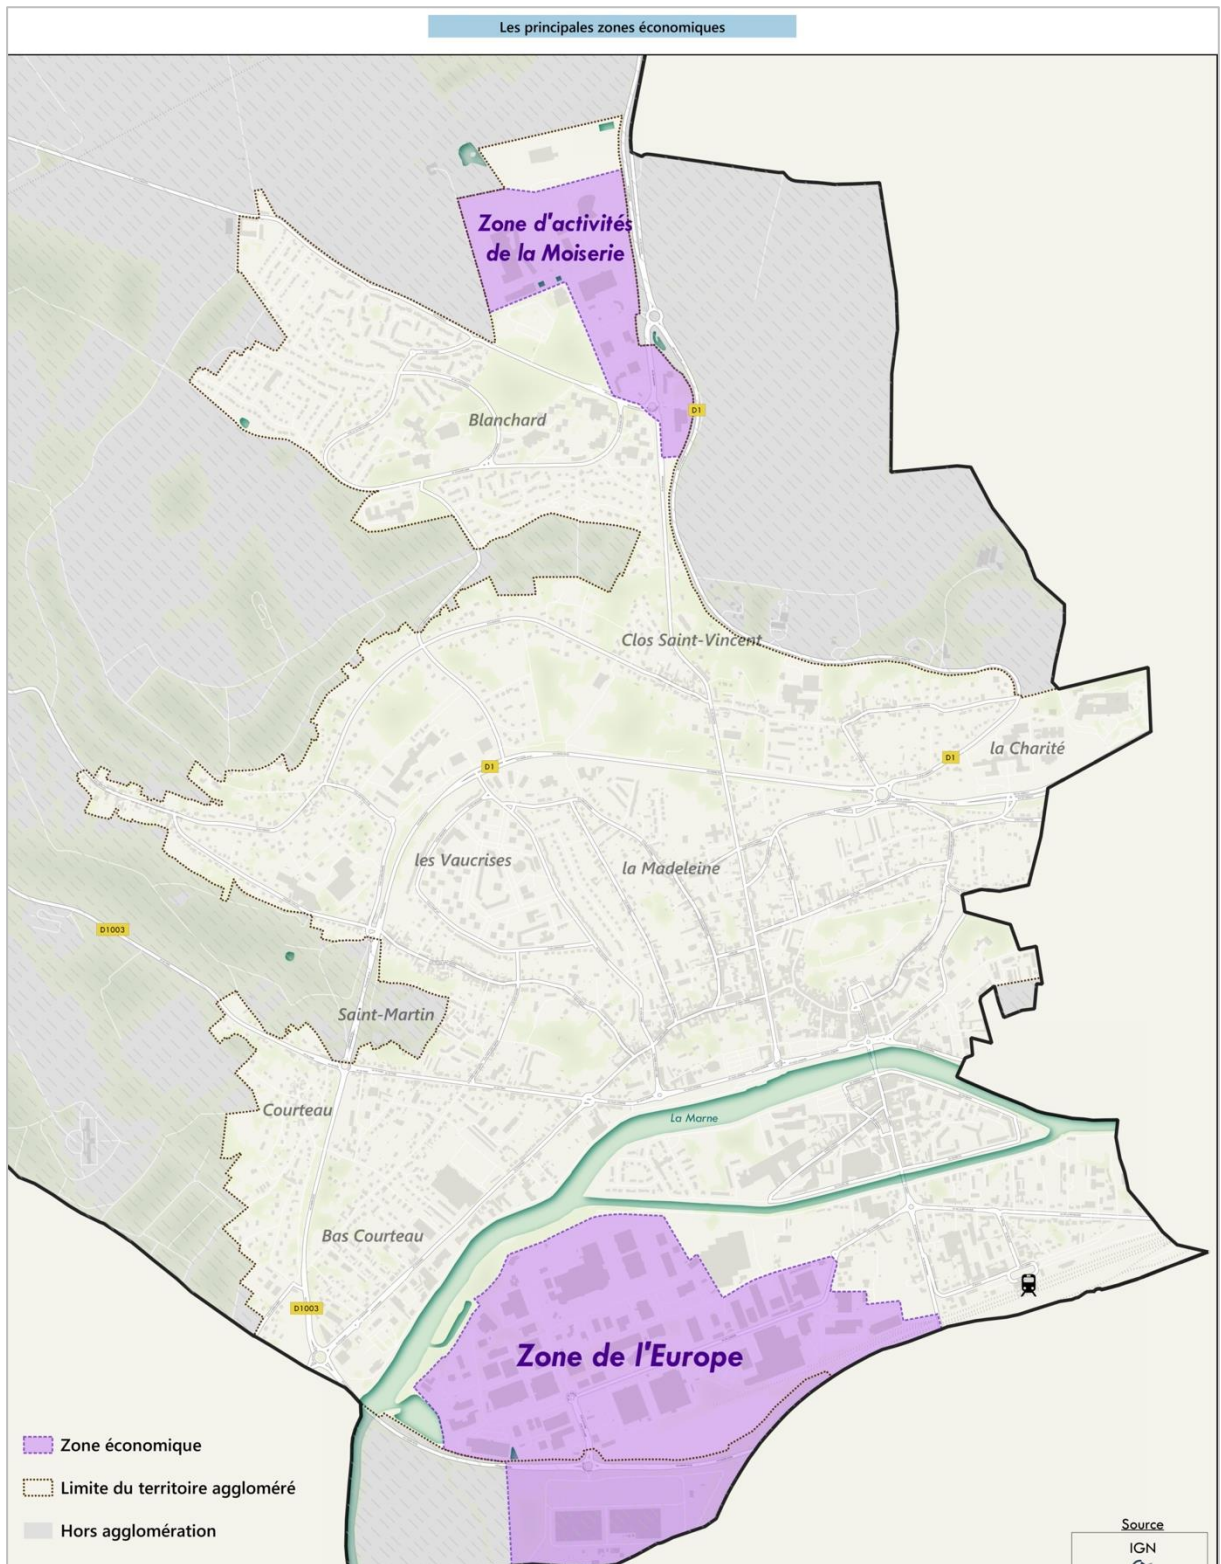 Les principales zones économiques
Zone d'activités
de la Moiserie
Blanchard
D1
Clos Saint-Vincent
la Charité
D1
D1
les Vaucrises
la Madeleine
D1003
Saint-Martin
Courteau
La Marne
Bas Courteau
D1003
Zone de l'Europe
Zone économique
Limite du territoire aggloméré
Hors agglomération
Source
IGN